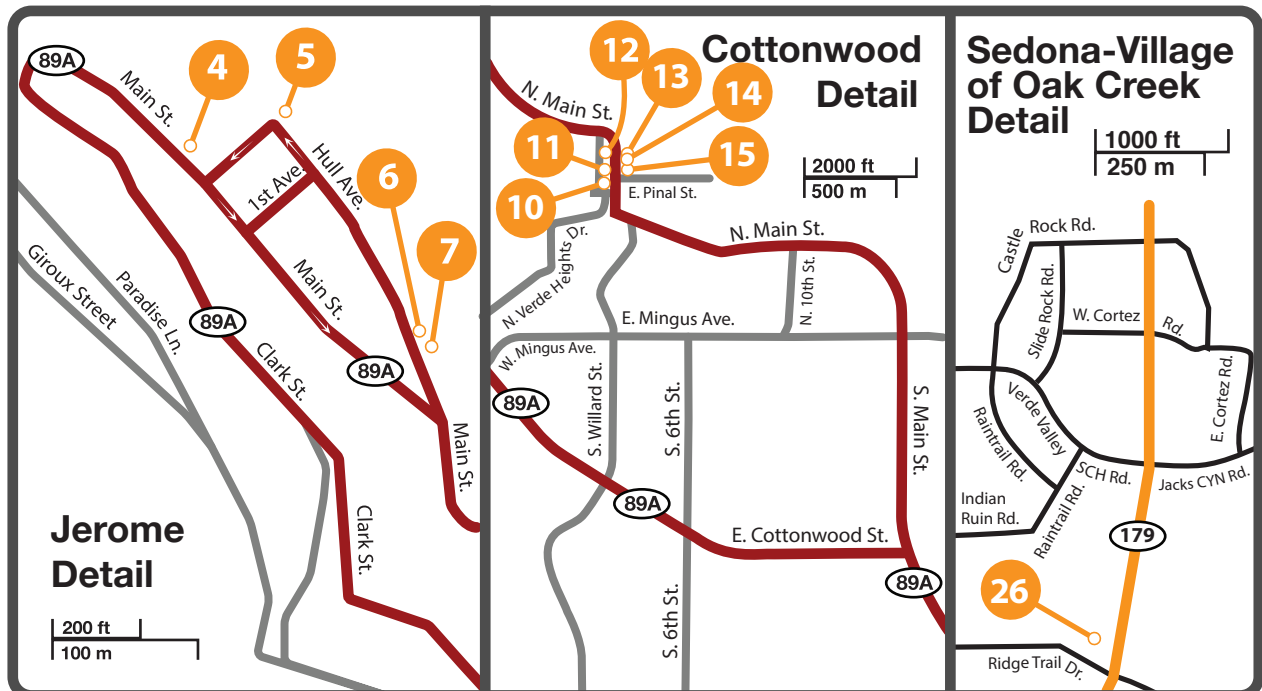 89A
Main St.
4
5
Hull Ave.
1st Ave.
6
7
Main St.
Giroux Street
Paradise Ln.
89A
Clark St.
89A
Main St.
Clark St.
Jerome
Detail
200 ft
100 m
Cottonwood
Detail
12
13
14
N. Main St.
11
15
10
2000 ft
500 m
E. Pinal St.
N. Main St.
N. Verde Heights Dr.
N. 10th St.
E. Mingus Ave.
W. Mingus Ave.
89A
S. Willard St.
S. 6th St.
S. Main St.
89A
E. Cottonwood St.
89A
S. 6th St.
Sedona-Village
of Oak Creek
Detail
1000 ft
250 m
Castle Rock Rd.
Slide Rock Rd.
W. Cortez Rd.
E. Cortez Rd.
Verde Valley
SCH Rd.
Jacks CYN Rd.
Raintrail Rd.
Indian
Ruin Rd.
Raintrail Rd.
179
26
Ridge Trail Dr.